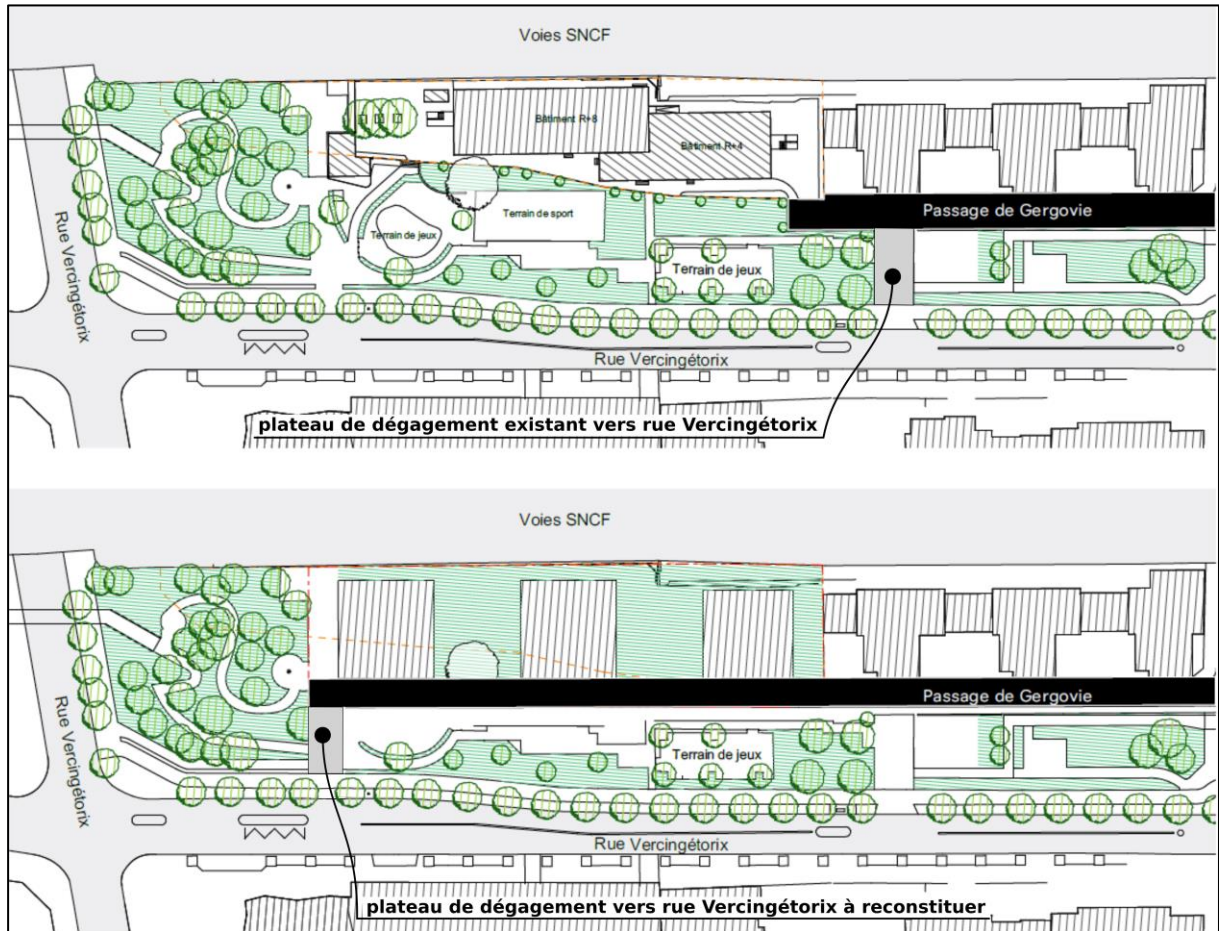 Voies SNCF
Bâtiment R+8
Bâtiment R+4
Passage de Gergovie
Terrain de sport
Terrain de jeux
Terrain de jeux
Rue Vercingétorix
Rue Vercingétorix
plateau de dégagement existant vers rue Vercingétorix
Voies SNCF
Passage de Gergovie
Terrain de jeux
Rue Vercingétorix
Rue Vercingétorix
plateau de dégagement vers rue Vercingétorix à reconstituer